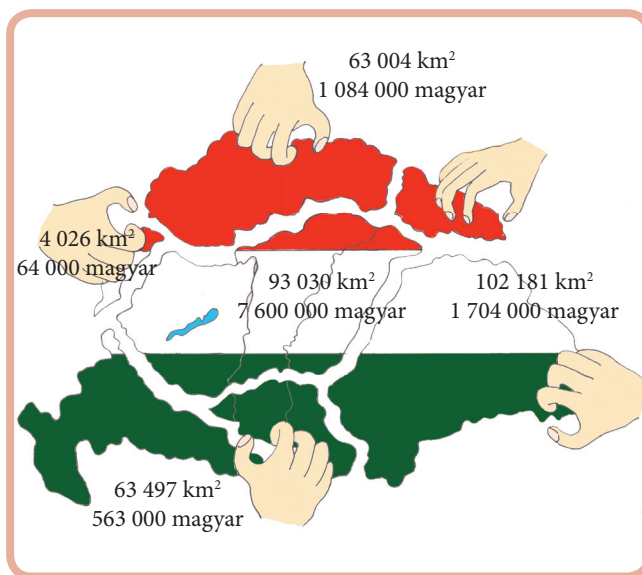 63 004 km²
1 084 000 magyar
4 026 km²
64 000 magyar
93 030 km²
7 600 000 magyar
102 181 km²
1 704 000 magyar
63 497 km²
563 000 magyar